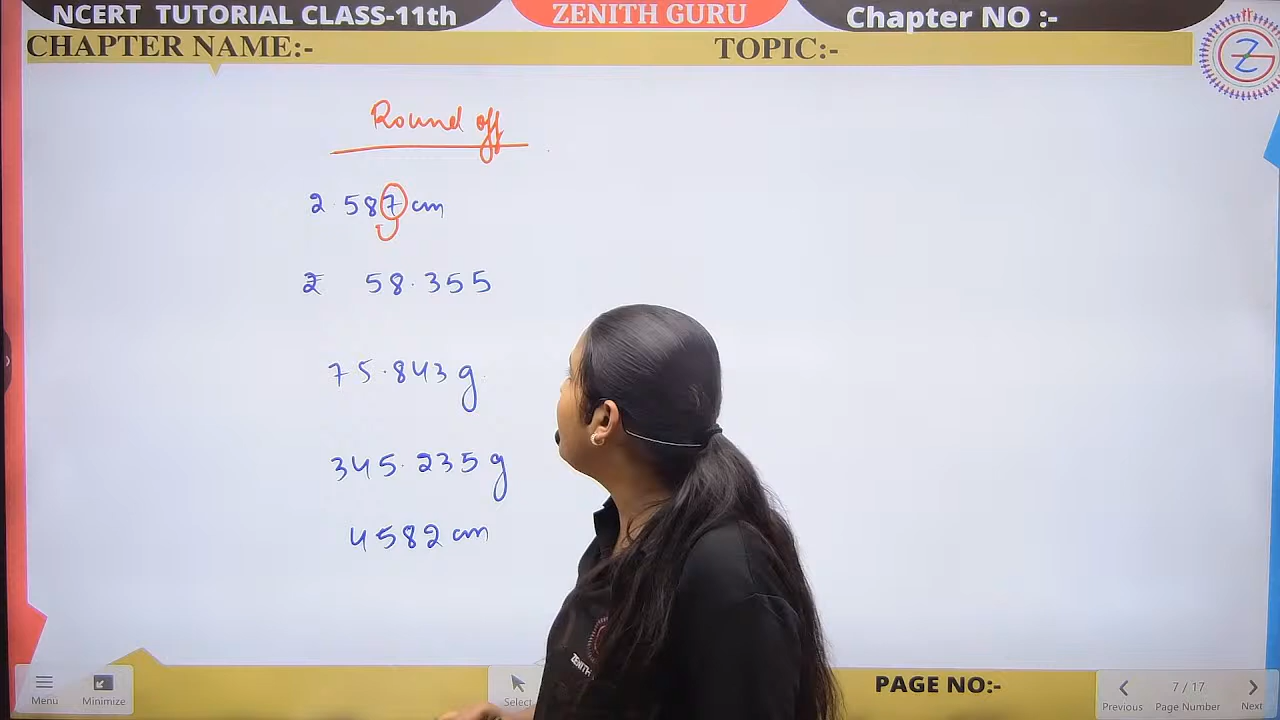 NCERT TUTORIAL CLASS-11th
ZENITH GURU
Chapter NO :-
CHAPTER NAME:-
TOPIC:-
Round off
2.587 cm
₹ 58.355
75.843 g
345.235 g
4582 cm
ZENITH
Menu
Minimize
Select
PAGE NO:-
Previous
7 / 17
Page Number
Next